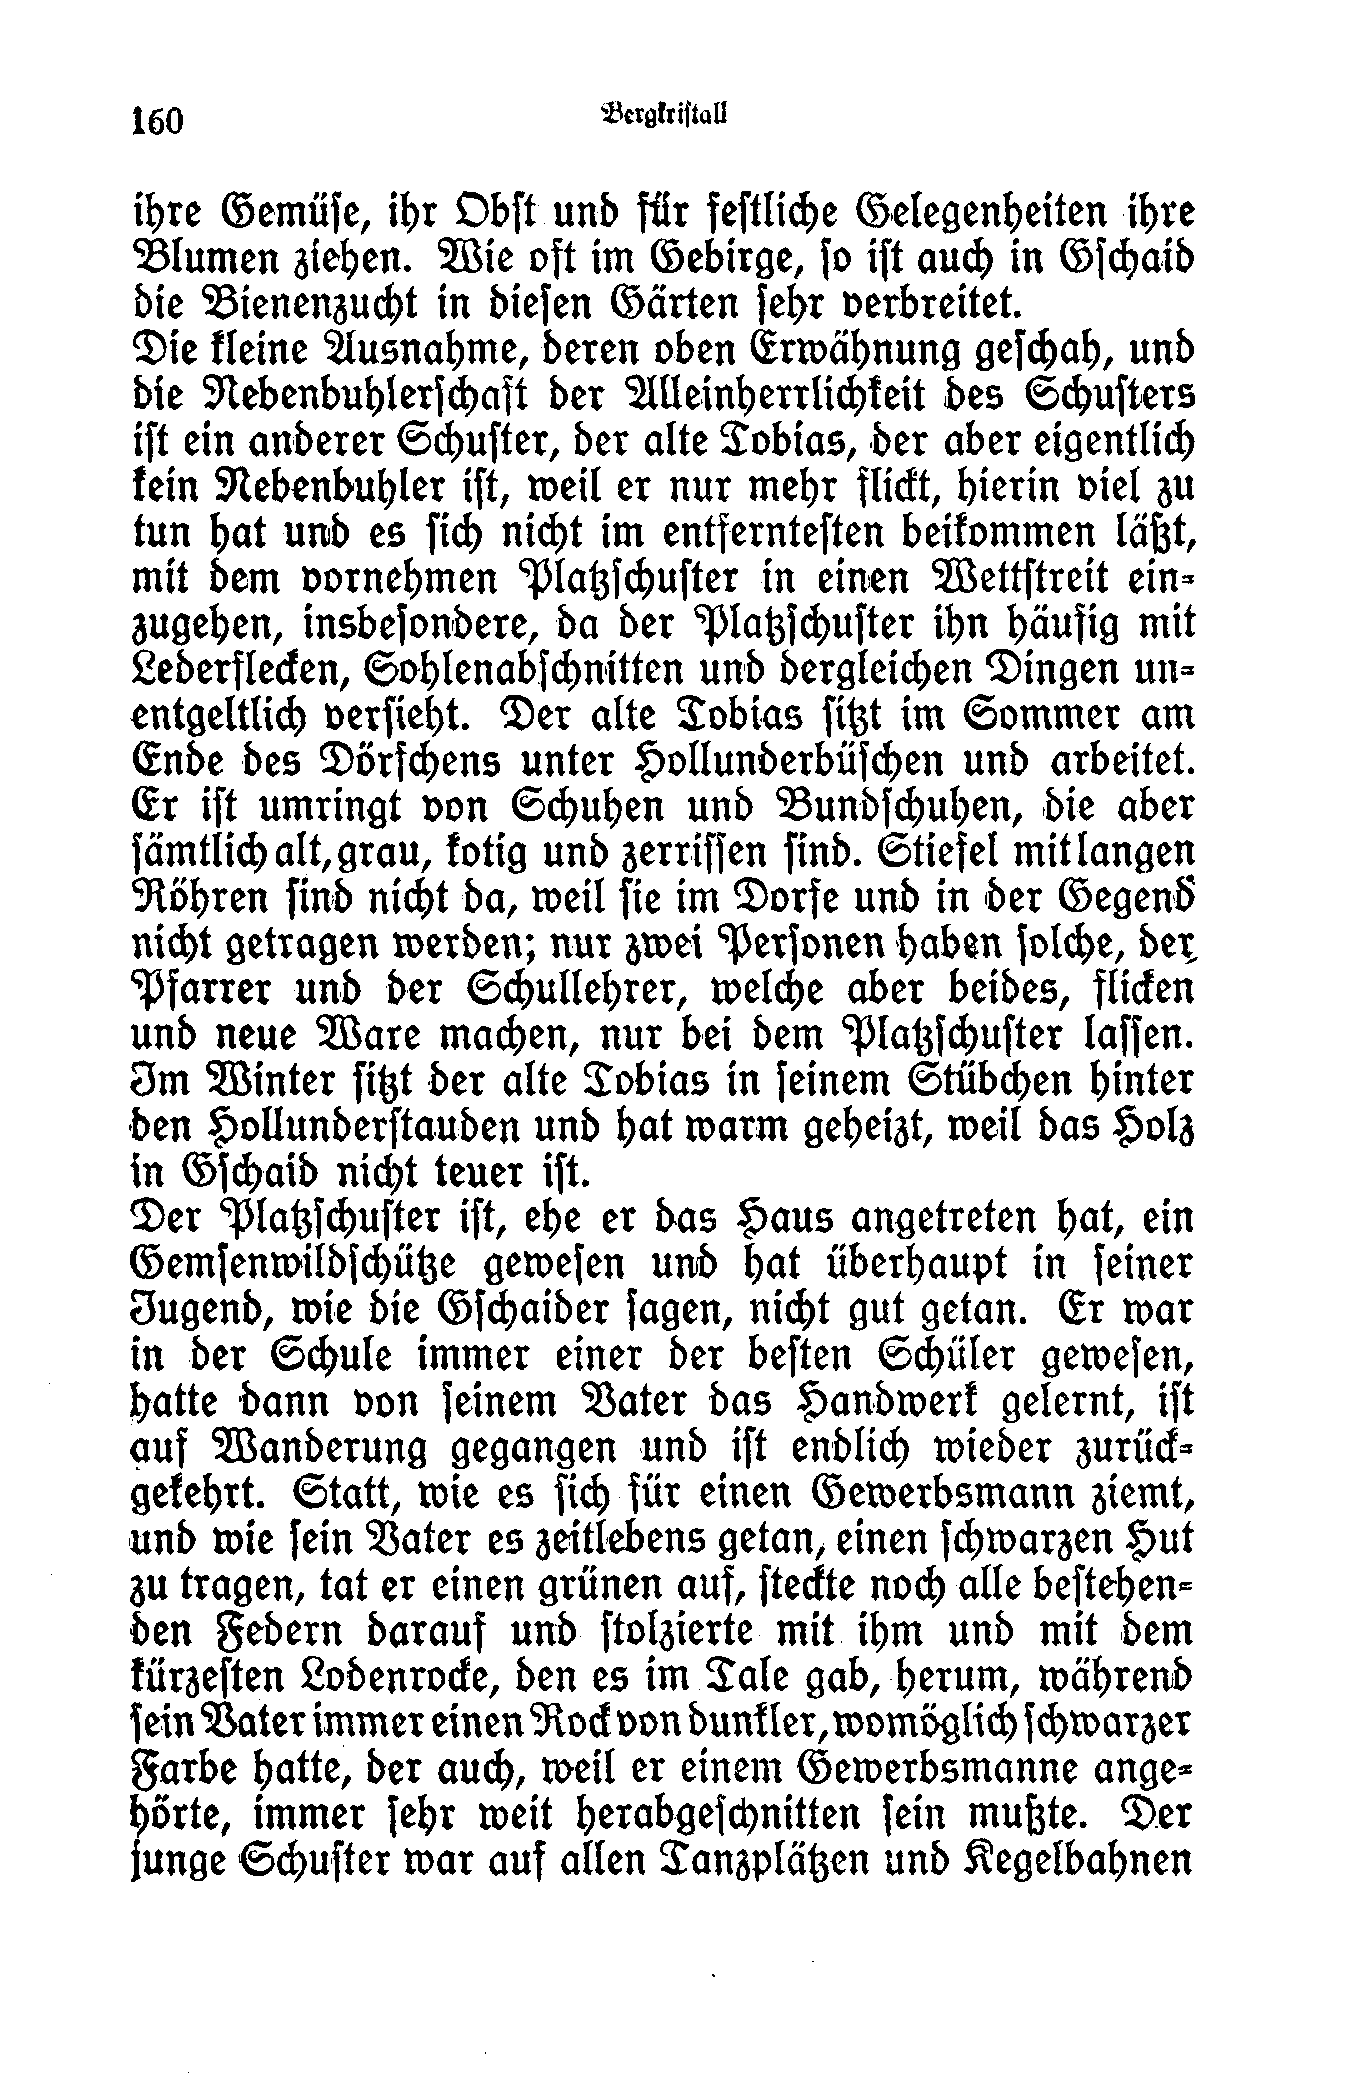 160
Bergkristall
ihre Gemüse, ihr Obst und für festliche Gelegenheiten ihre
Blumen ziehen. Wie oft im Gebirge, so ist auch in Gschaid
die Bienenzucht in diesen Gärten sehr verbreitet.
Die kleine Ausnahme, deren oben Erwähnung geschah, und
die Nebenbuhlerschaft der Alleinherrlichkeit des Schusters
ist ein anderer Schuster, der alte Tobias, der aber eigentlich
kein Nebenbuhler ist, weil er nur mehr flickt, hierin viel zu
tun hat und es sich nicht im entferntesten beikommen läßt,
mit dem vornehmen Platzschuster in einen Wettstreit ein-
zugehen, insbesondere, da der Platzschuster ihn häufig mit
Lederflecken, Sohlenabschnitten und dergleichen Dingen un-
entgeltlich versieht. Der alte Tobias sitzt im Sommer am
Ende des Dörfchens unter Hollunderbüschen und arbeitet.
Er ist umringt von Schuhen und Bundschuhen, die aber
sämtlich alt, grau, kotig und zerrissen sind. Stiefel mit langen
Röhren sind nicht da, weil sie im Dorfe und in der Gegend
nicht getragen werden; nur zwei Personen haben solche, der
Pfarrer und der Schullehrer, welche aber beides, flicken
und neue Ware machen, nur bei dem Platzschuster lassen.
Im Winter sitzt der alte Tobias in seinem Stübchen hinter
den Hollunderstauden und hat warm geheizt, weil das Holz
in Gschaid nicht teuer ist.
Der Platzschuster ist, ehe er das Haus angetreten hat, ein
Gemsenwildschütze gewesen und hat überhaupt in seiner
Jugend, wie die Gschaider sagen, nicht gut getan. Er war
in der Schule immer einer der besten Schüler gewesen,
hatte dann von seinem Vater das Handwerk gelernt, ist
auf Wanderung gegangen und ist endlich wieder zurück-
gekehrt. Statt, wie es sich für einen Gewerbsmann ziemt,
und wie sein Vater es zeitlebens getan, einen schwarzen Hut
zu tragen, tat er einen grünen auf, steckte noch alle bestehen-
den Federn darauf und stolzierte mit ihm und mit dem
kürzesten Lodenrocke, den es im Tale gab, herum, während
sein Vater immer einen Rock von dunkler, womöglich schwarzer
Farbe hatte, der auch, weil er einem Gewerbsmanne ange-
hörte, immer sehr weit herabgeschnitten sein mußte. Der
junge Schuster war auf allen Tanzplätzen und Kegelbahnen